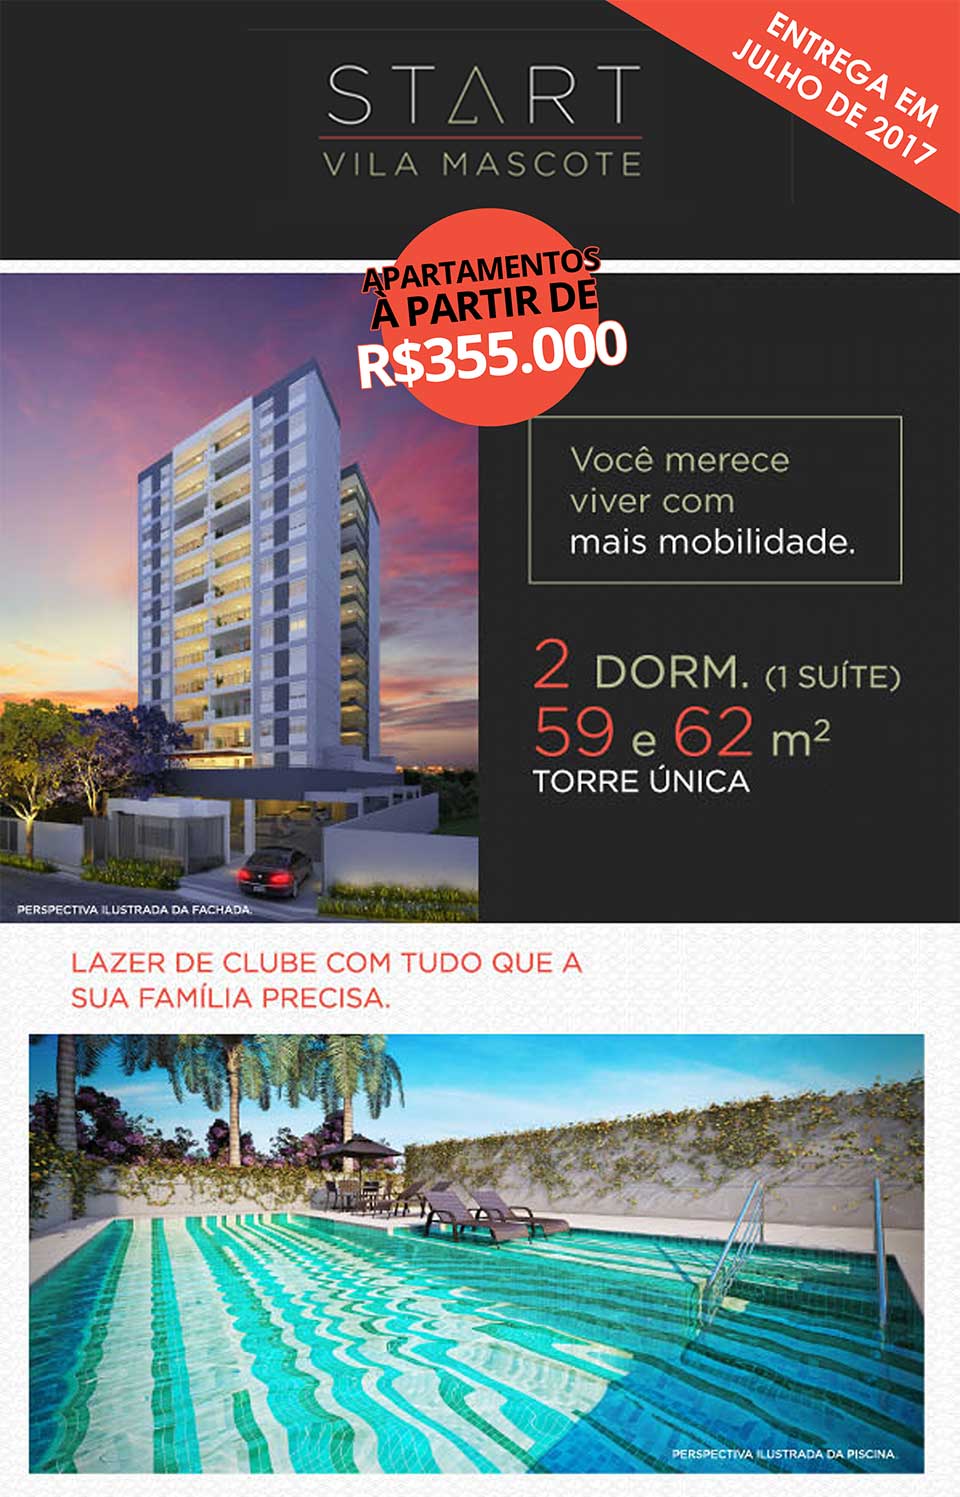 ENTREGA EM
JULHO DE 2017
START
VILA MASCOTE
APARTAMENTOS
À PARTIR DE
R$355.000
Você merece
viver com
mais mobilidade.
2 DORM. (1 SUÍTE)
59 e 62 m²
TORRE ÚNICA
PERSPECTIVA ILUSTRADA DA FACHADA.
LAZER DE CLUBE COM TUDO QUE A
SUA FAMÍLIA PRECISA.
PERSPECTIVA ILUSTRADA DA PISCINA.